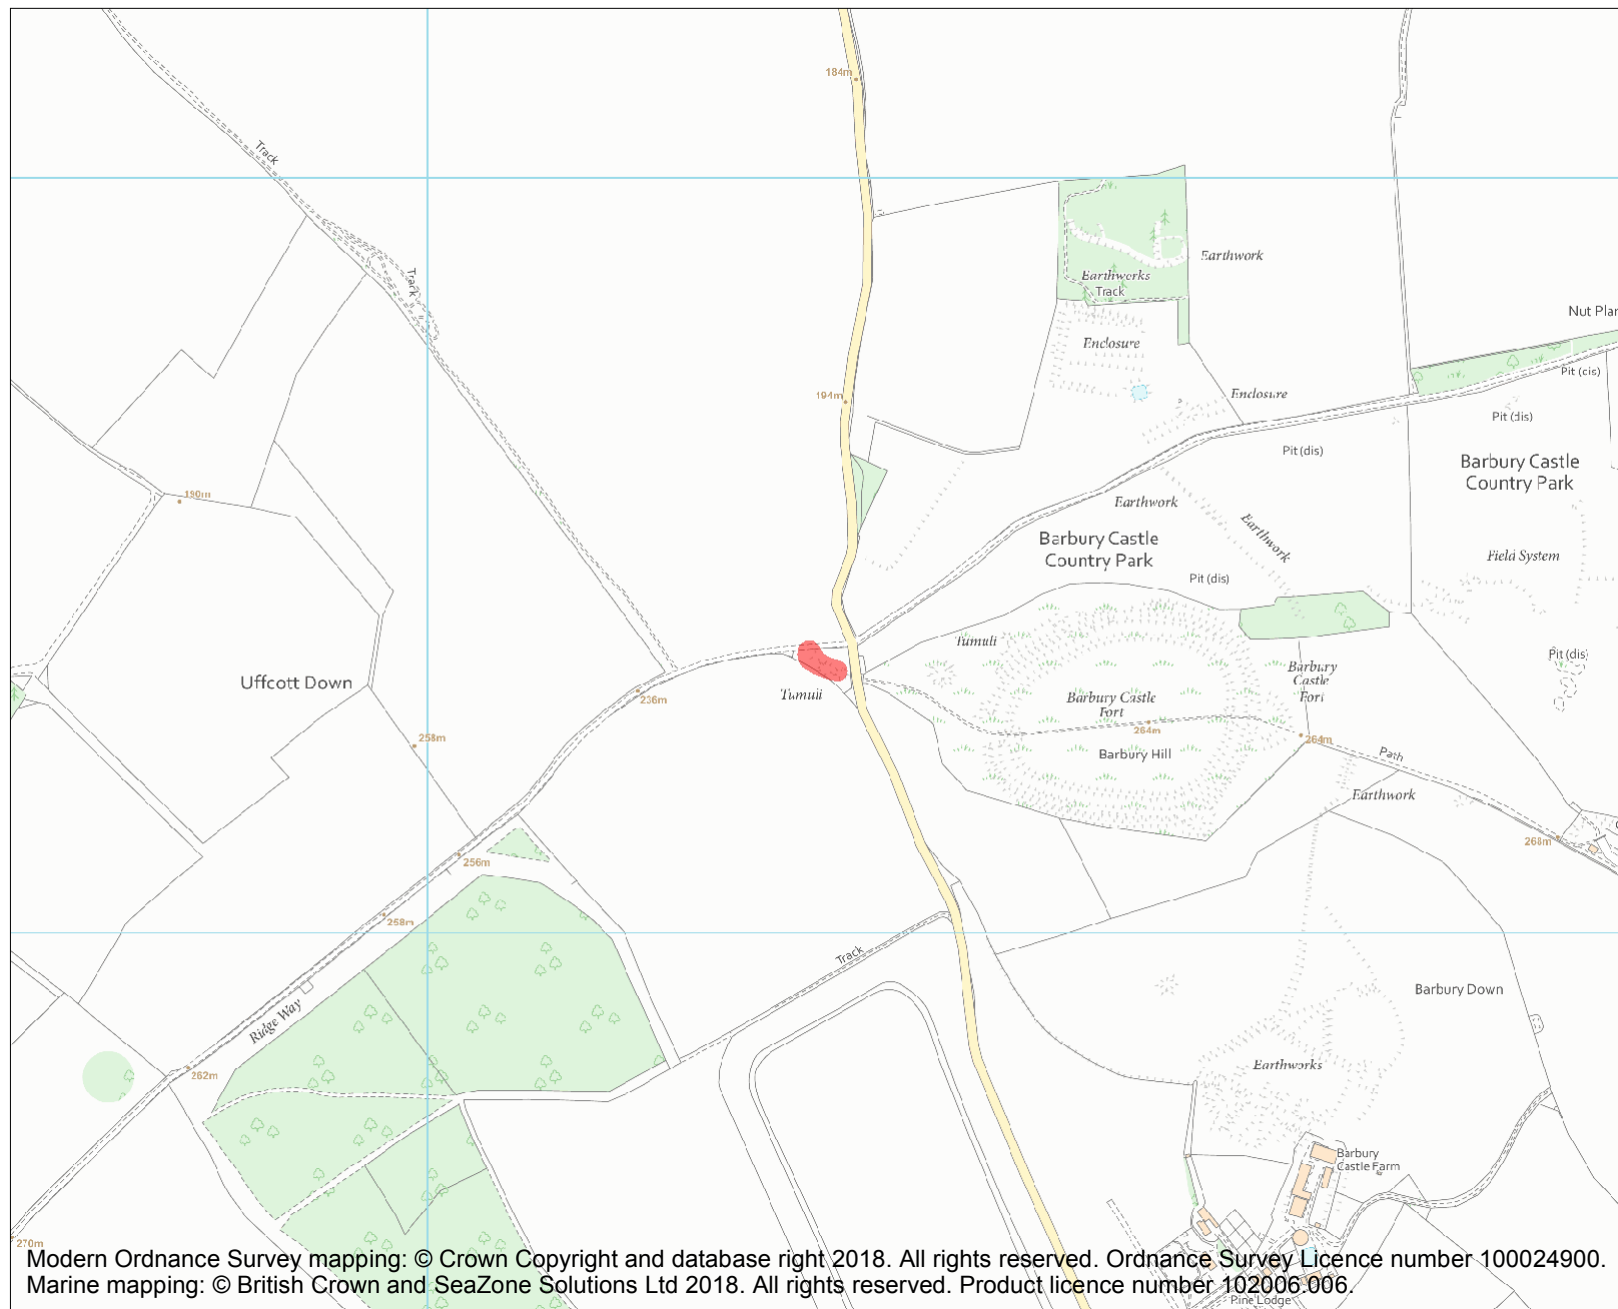 184m
Track
Track
Earthwork
Earthworks
Track
Nut Plar
Enclosure
Pit (dis)
194m
Enclosure
Pit (dis)
Pit (dis)
Barbury Castle
Country Park
190m
Earthwork
Earthwork
Barbury Castle
Country Park
Field System
Pit (dis)
Tumuli
Pit (dis)
Uffcott Down
Barbury
Castle
Fort
Tumuli
236m
Barbury Castle
Fort
264m
264m
258m
Barbury Hill
Path
Earthwork
268m
256m
258m
Track
Ridge Way
Barbury Down
262m
Earthworks
Barbury
Castle Farm
270m
Modern Ordnance Survey mapping: © Crown Copyright and database right 2018. All rights reserved. Ordnance Survey Licence number 100024900.
Marine mapping: © British Crown and SeaZone Solutions Ltd 2018. All rights reserved. Product licence number 102006.006.
Pine Lodge